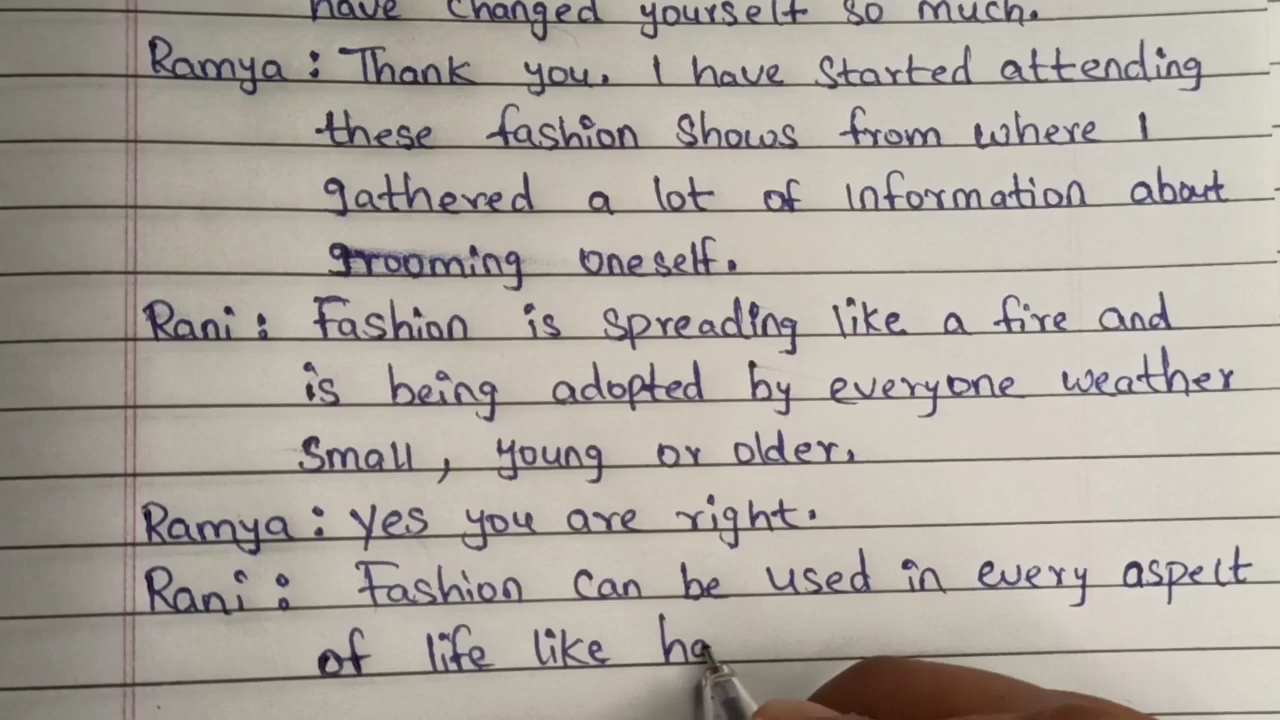 have changed yourself so much.
Ramya : Thank you. I have started attending
these fashion shows from where I
gathered a lot of information about
grooming oneself.
Rani : Fashion is spreading like a fire and
is being adopted by everyone weather
small, young or older.
Ramya : Yes you are right.
Rani : Fashion can be used in every aspect
of life like ha